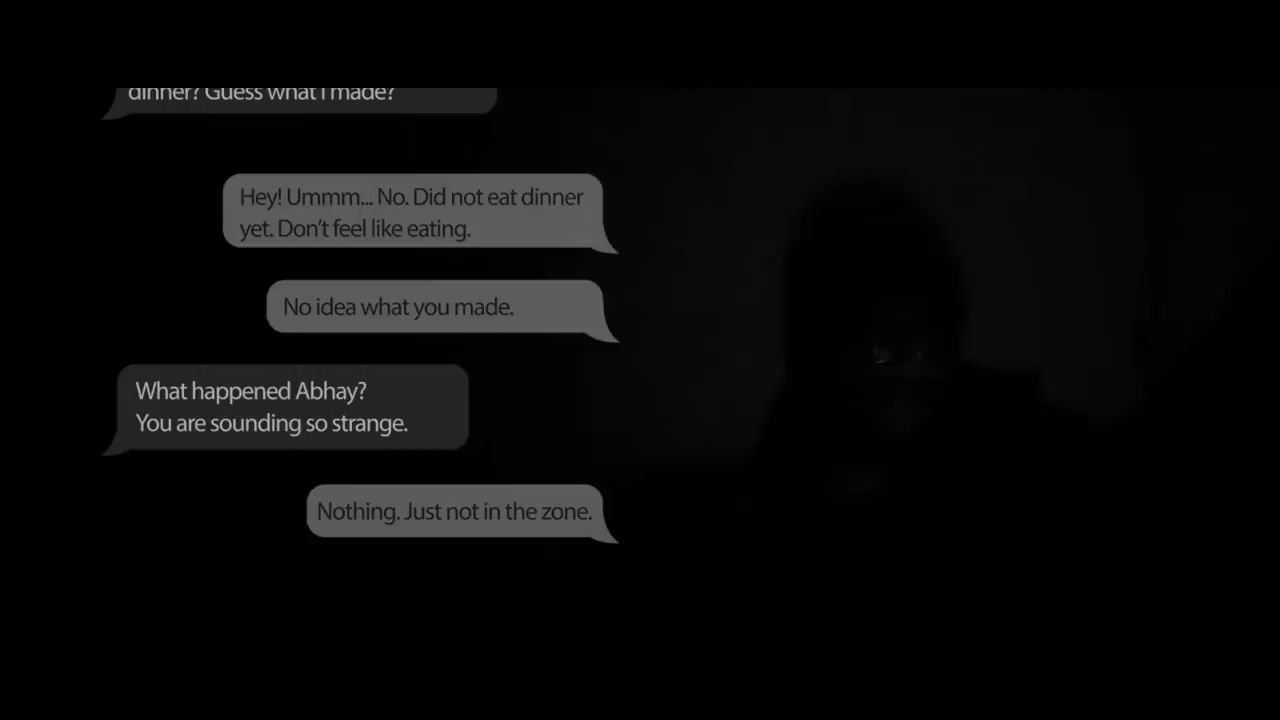 dinner? Guess what I made?
Hey! Ummm... No. Did not eat dinner
yet. Don't feel like eating.
No idea what you made.
What happened Abhay?
You are sounding so strange.
Nothing. Just not in the zone.